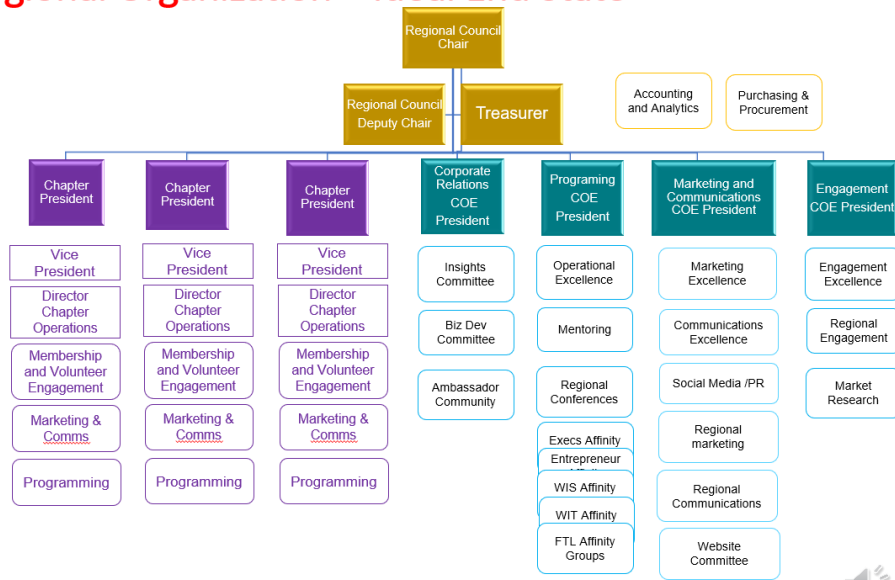 Regional Council
Chair
Regional Council
Deputy Chair
Treasurer
Accounting
and Analytics
Purchasing &
Procurement
Chapter
President
Chapter
President
Chapter
President
Corporate
Relations
COE
President
Programing
COE
President
Marketing and
Communications
COE President
Engagement
COE President
Vice
President
Director
Chapter
Operations
Membership
and Volunteer
Engagement
Marketing &
Comms
Programming
Vice
President
Director
Chapter
Operations
Membership
and Volunteer
Engagement
Marketing &
Comms
Programming
Vice
President
Director
Chapter
Operations
Membership
and Volunteer
Engagement
Marketing &
Comms
Programming
Insights
Committee
Biz Dev
Committee
Ambassador
Community
Operational
Excellence
Mentoring
Regional
Conferences
Execs Affinity
Entrepreneur
WIS Affinity
WIT Affinity
FTL Affinity
Groups
Marketing
Excellence
Communications
Excellence
Social Media /PR
Regional
marketing
Regional
Communications
Website
Committee
Engagement
Excellence
Regional
Engagement
Market
Research